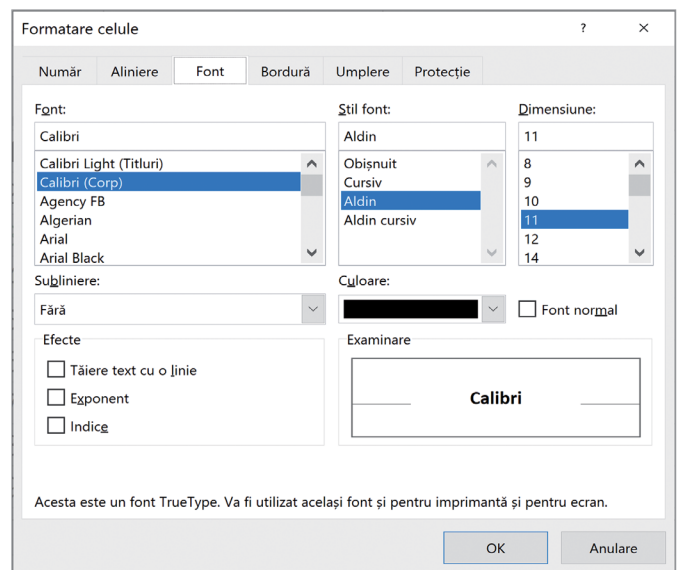 Formatare celule ? ×
Număr Aliniere Font Bordură Umplere Protecție
Font: Stil font: Dimensiune:
Calibri Aldin 11
Calibri Light (Titluri) Obișnuit 8
Calibri (Corp) Cursiv 9
Agency FB Aldin 10
Algerian Aldin cursiv 11
Arial 12
Arial Black 14
Subliniere: Culoare:
Fără Font normal
Efecte Examinare
Tăiere text cu o linie
Exponent Calibri
Indice
Acesta este un font TrueType. Va fi utilizat același font și pentru imprimantă și pentru ecran.
OK Anulare